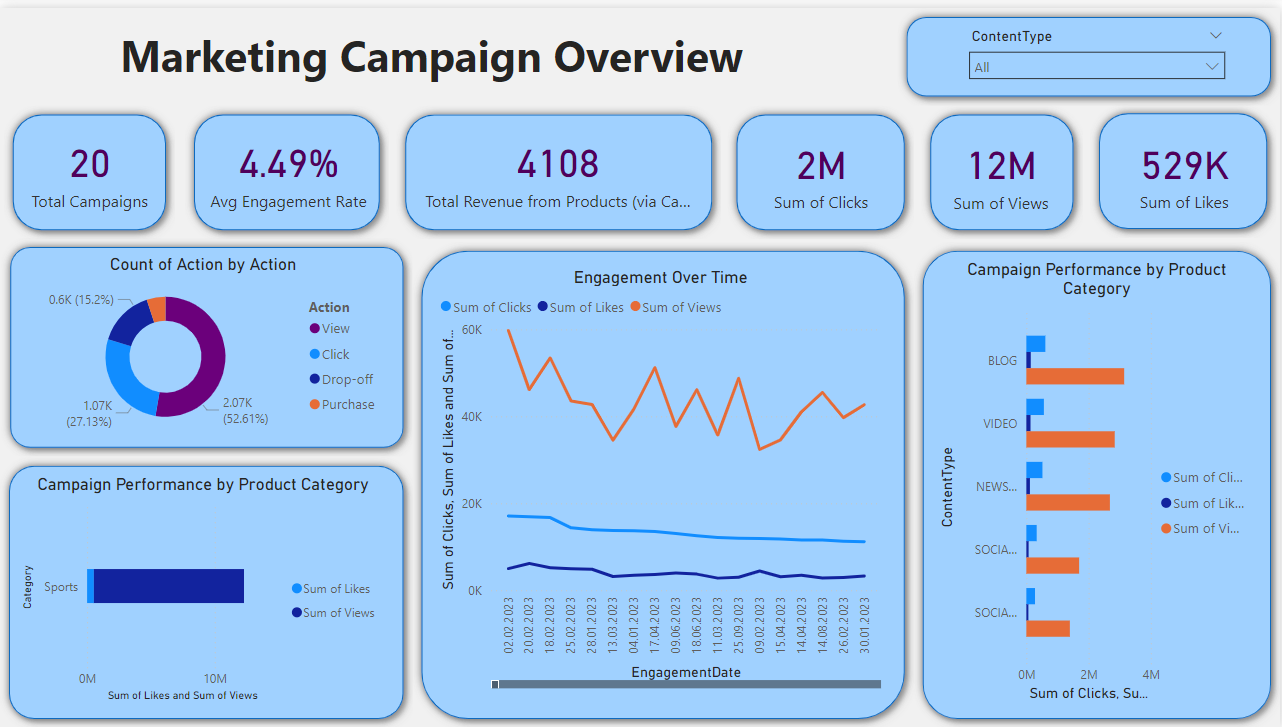 Marketing Campaign Overview
ContentType
All
20
Total Campaigns
4.49%
Avg Engagement Rate
4108
Total Revenue from Products (via Ca...
2M
Sum of Clicks
12M
Sum of Views
529K
Sum of Likes
Count of Action by Action
0.6K (15.2%)
1.07K
(27.13%)
2.07K
(52.61%)
Action
View
Click
Drop-off
Purchase
Campaign Performance by Product Category
Category
Sports
0M
10M
Sum of Likes and Sum of Views
Sum of Likes
Sum of Views
Engagement Over Time
Sum of Clicks
Sum of Likes
Sum of Views
Sum of Clicks, Sum of Likes and Sum of...
60K
40K
20K
0K
02.02.2023
20.02.2023
18.02.2023
25.02.2023
28.01.2023
13.03.2023
04.01.2023
17.04.2023
09.06.2023
18.06.2023
11.03.2023
25.09.2023
09.02.2023
15.04.2023
14.04.2023
14.08.2023
26.02.2023
30.01.2023
EngagementDate
Campaign Performance by Product
Category
ContentType
BLOG
VIDEO
NEWS...
SOCIA...
SOCIA...
0M
2M
4M
Sum of Clicks, Su...
Sum of Cli...
Sum of Lik...
Sum of Vi...